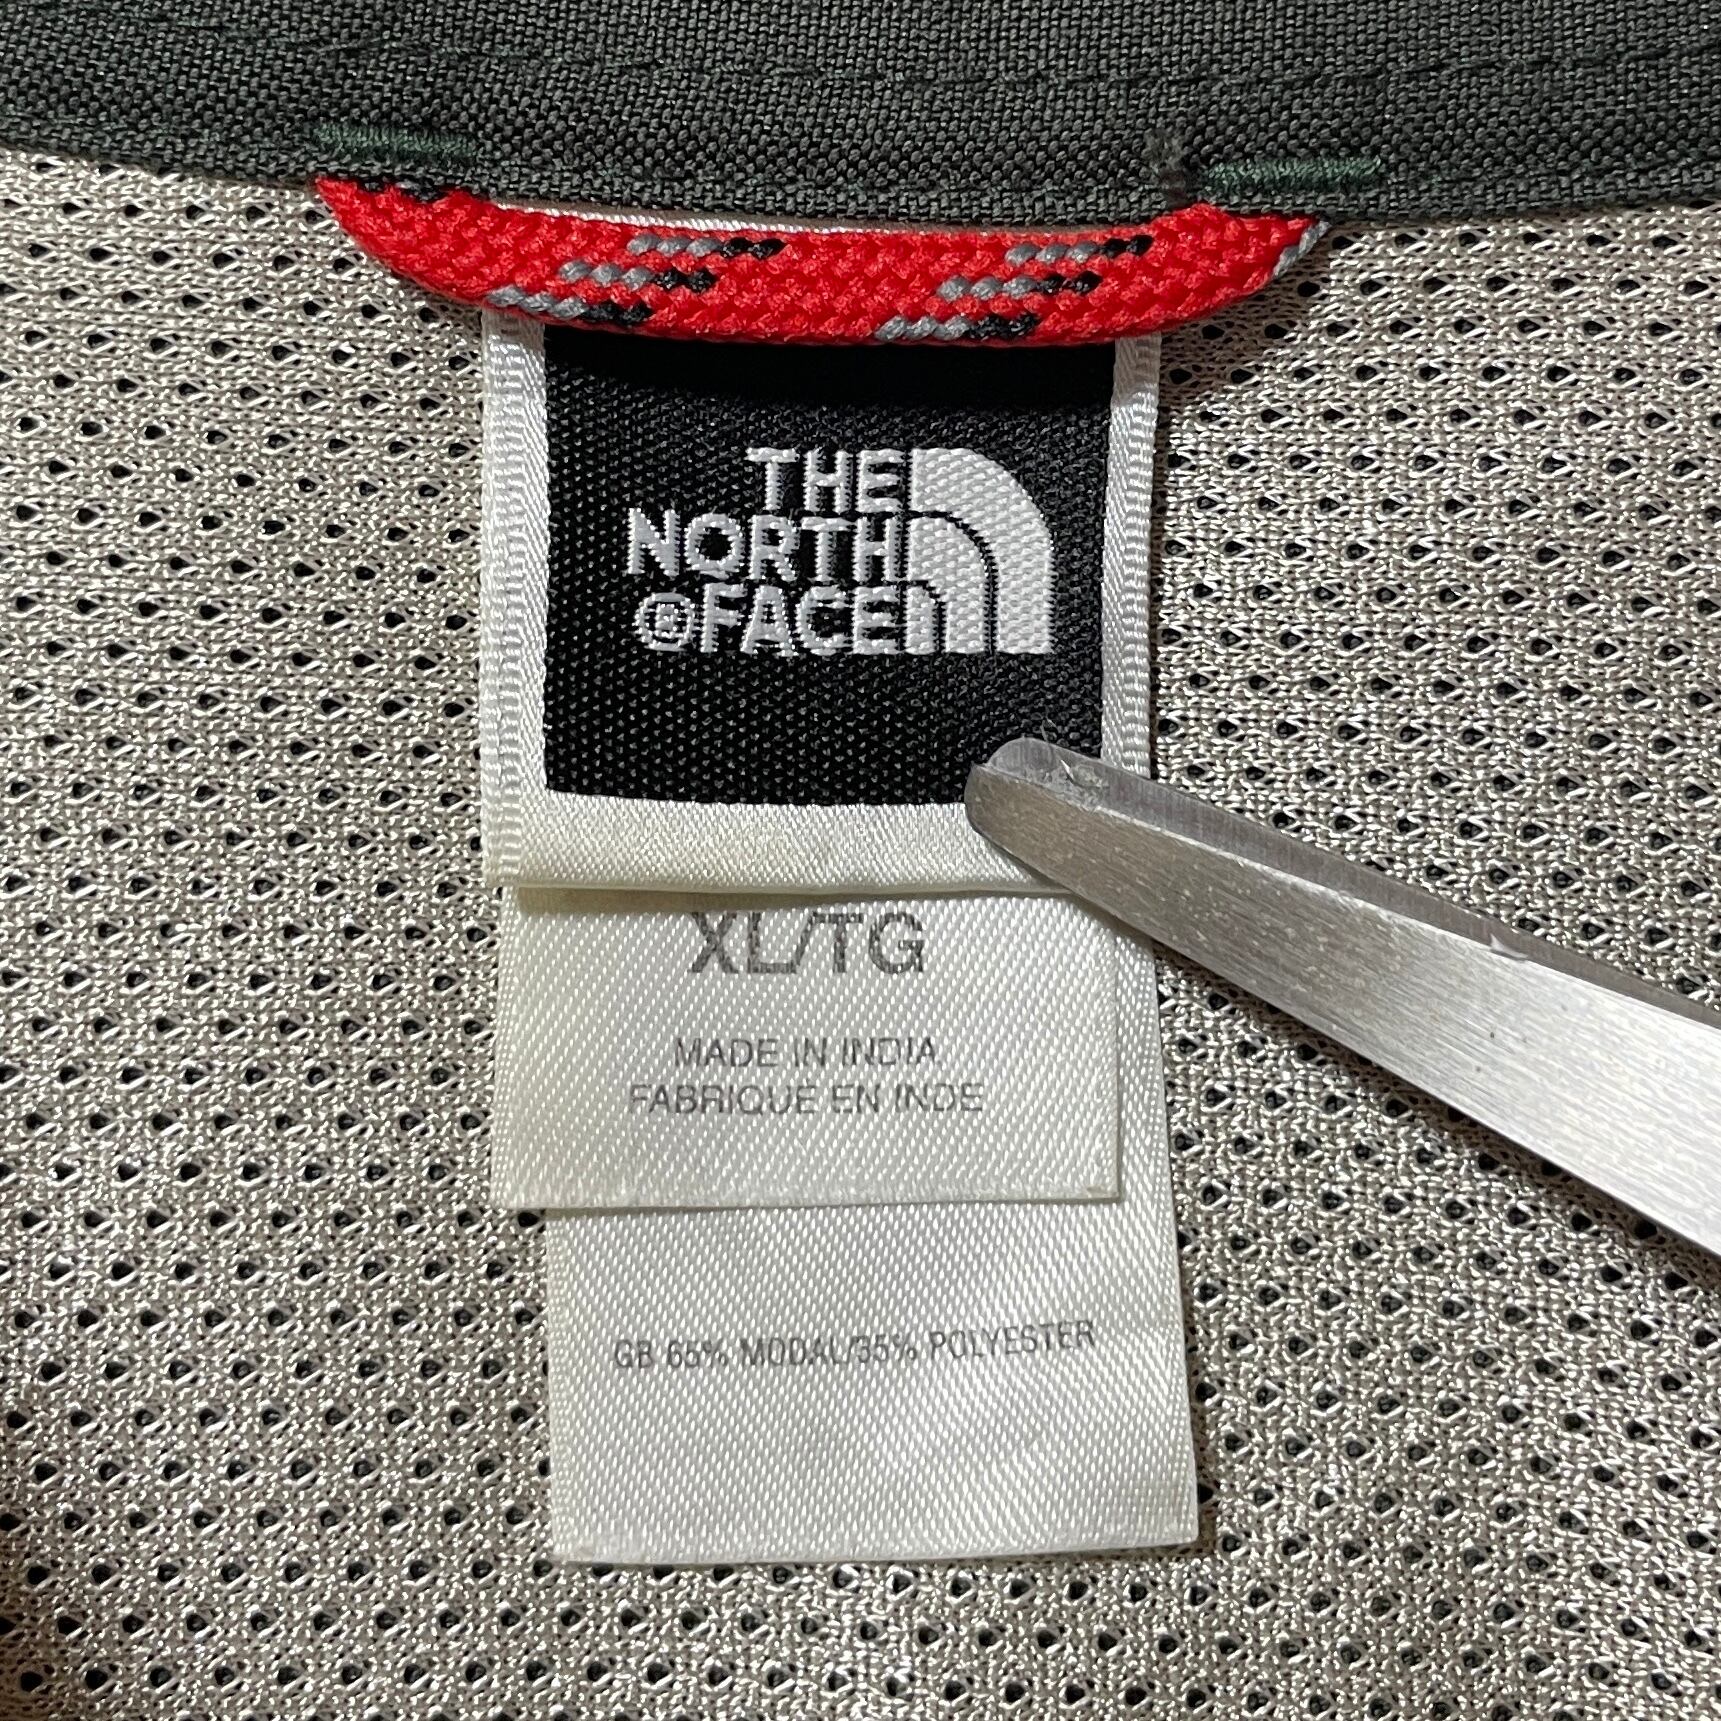 THE
NORTH
®FACE
XL/TG
MADE IN INDIA
FABRIQUE EN INDE
GB 65% MODAL/35% POLYESTER